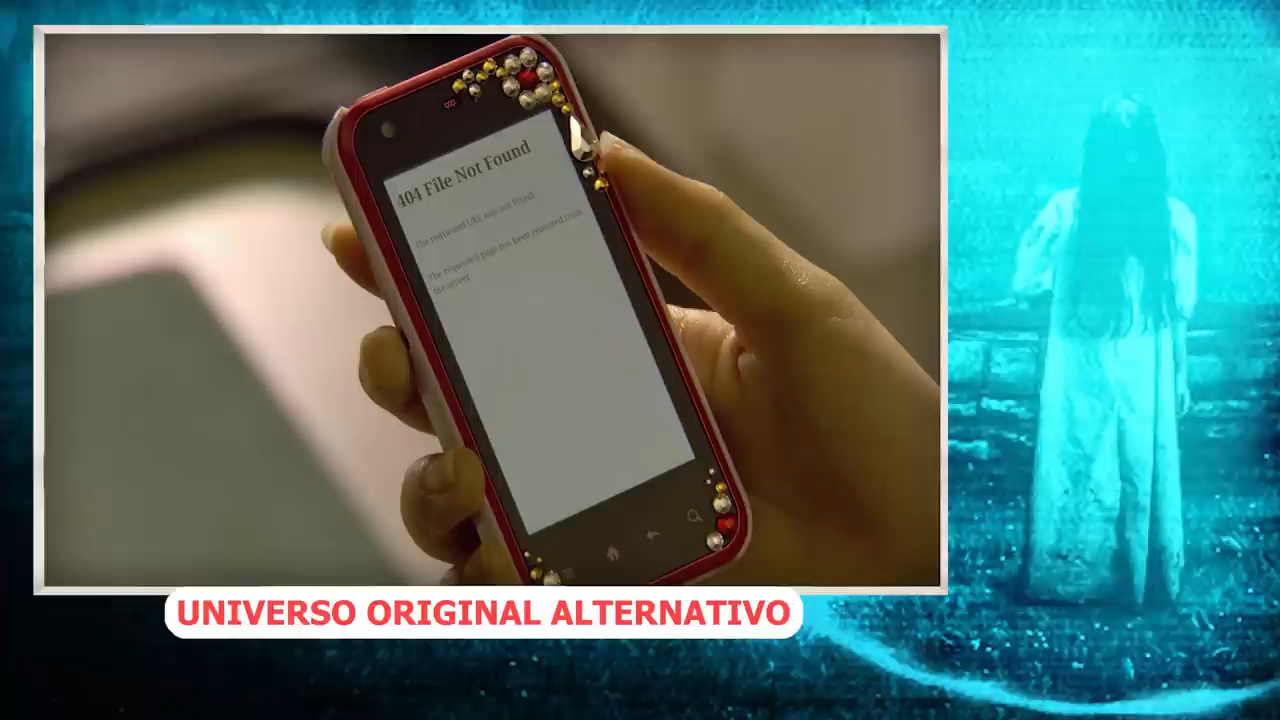 404 File Not Found
The requested URL was not found
The requested page has been removed from
the server
UNIVERSO ORIGINAL ALTERNATIVO